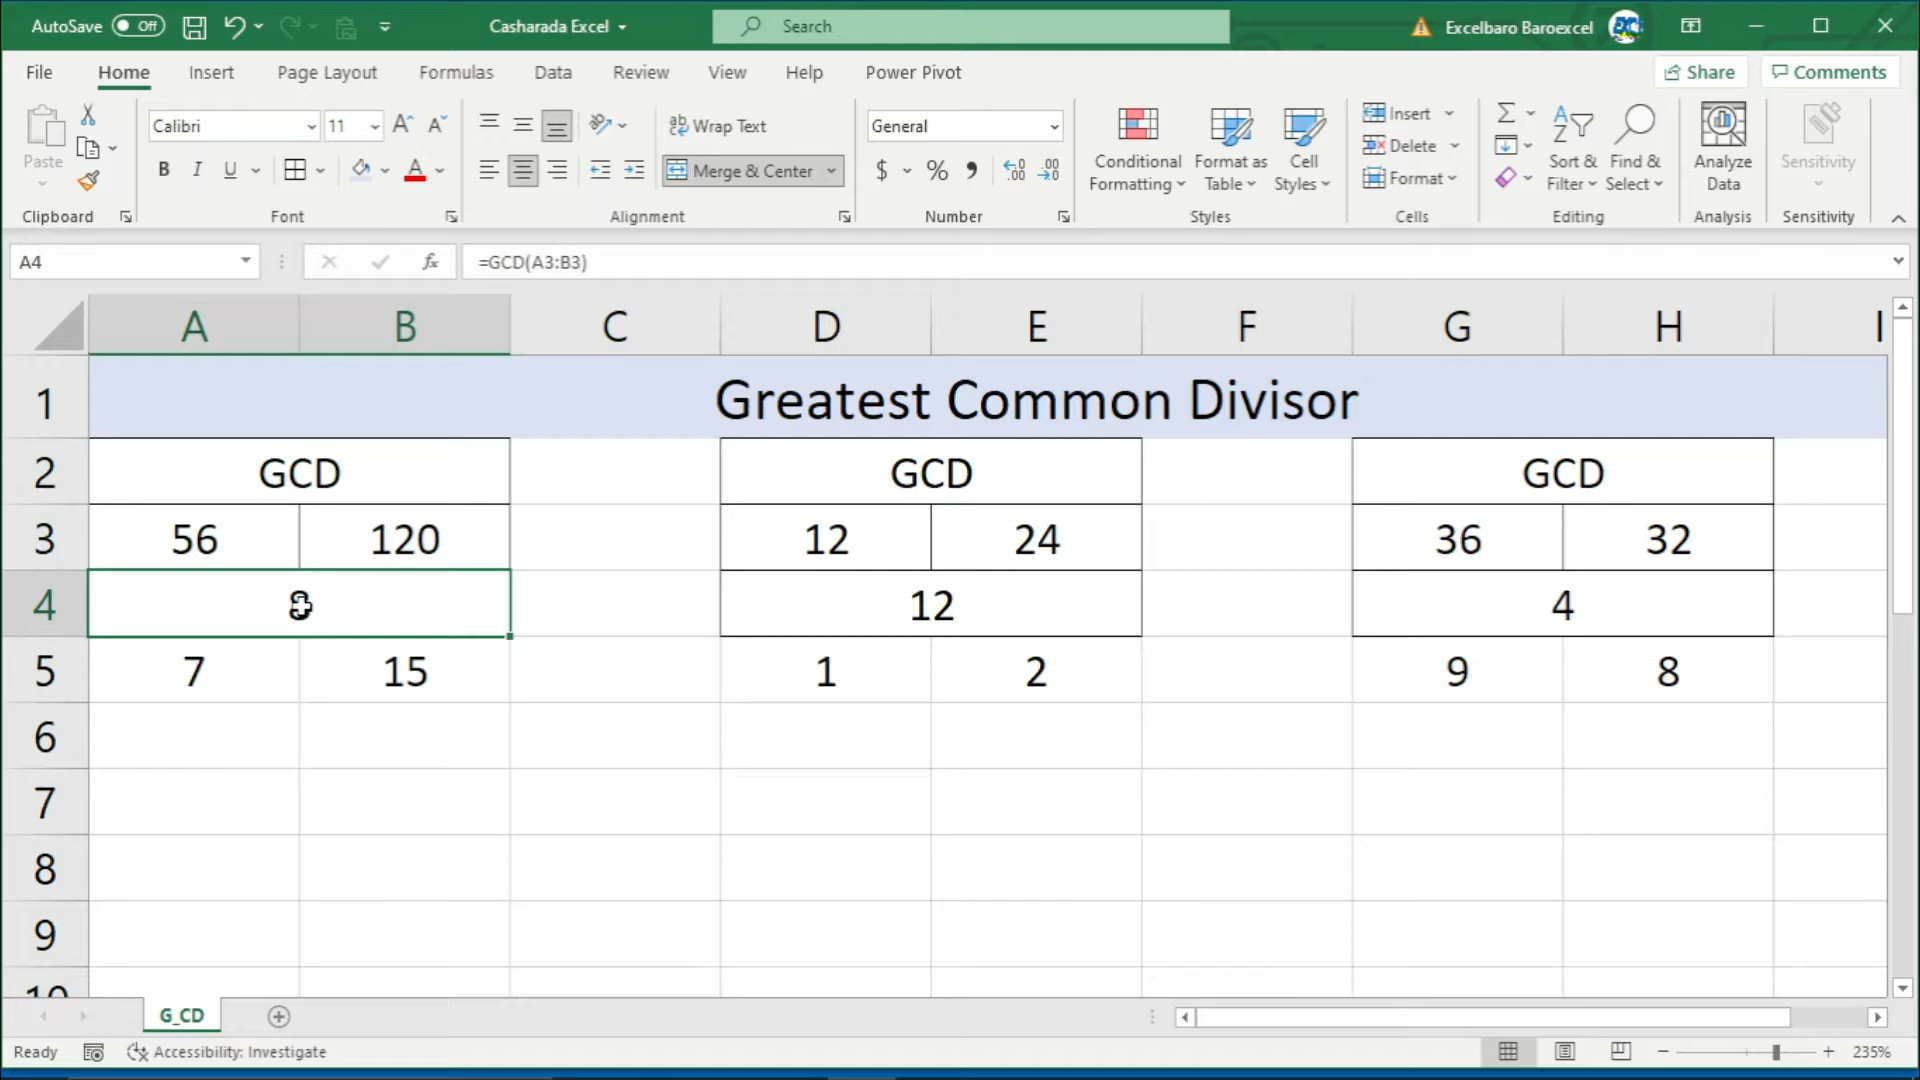 AutoSave Off Casharada Excel Search Excelbaro Baroexcel
File Home Insert Page Layout Formulas Data Review View Help Power Pivot Share Comments
Paste
Clipboard
Calibri 11
B I U A
Font
Wrap Text
Merge & Center
Alignment
General
$ % ,
Number
Conditional Formatting
Format as Table
Cell Styles
Styles
Insert
Delete
Format
Cells
Sort & Filter
Find & Select
Editing
Analyze Data
Analysis
Sensitivity
Sensitivity
A4 fx =GCD(A3:B3)
A B C D E F G H I
1 Greatest Common Divisor
2 GCD GCD GCD
3 56 120 12 24 36 32
4 8 12 4
5 7 15 1 2 9 8
6
7
8
9
10
G_CD
Ready Accessibility: Investigate 235%